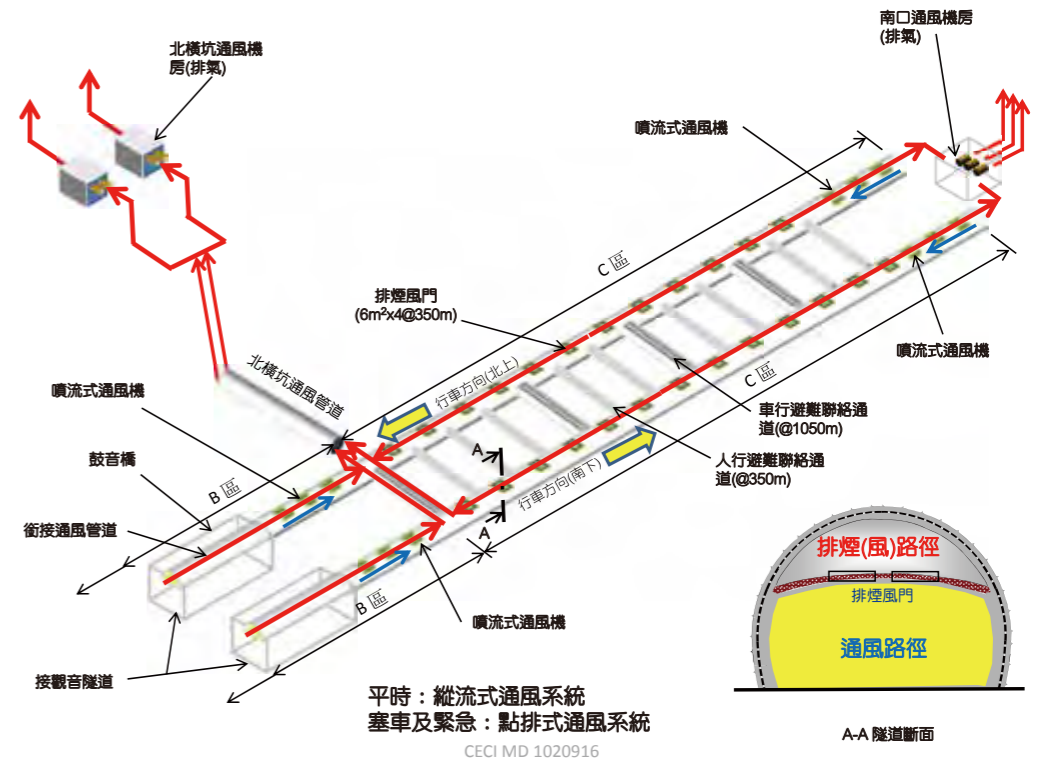 南口通風機房
(排氣)
北橫坑通風機
房(排氣)
噴流式通風機
C 區
排煙風門
(6m²x4@350m)
噴流式通風機
北橫坑通風管道
行車方向(北上)
C 區
噴流式通風機
車行避難聯絡通
道(@1050m)
鼓音橋
A
人行避難聯絡通
道(@350m)
B 區
行車方向(南下)
銜接通風管道
A
排煙(風)路徑
排煙風門
B 區
噴流式通風機
通風路徑
接觀音隧道
平時：縱流式通風系統
塞車及緊急：點排式通風系統
A-A 隧道斷面
CECI MD 1020916